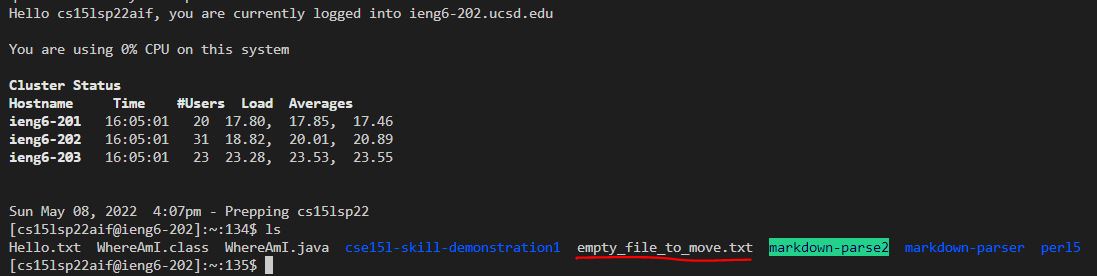 Hello cs15lsp22aif, you are currently logged into ieng6-202.ucsd.edu
You are using 0% CPU on this system
Cluster Status
Hostname     Time    #Users  Load  Averages
ieng6-201   16:05:01   20  17.80,  17.85,  17.46
ieng6-202   16:05:01   31  18.82,  20.01,  20.89
ieng6-203   16:05:01   23  23.28,  23.53,  23.55
Sun May 08, 2022  4:07pm - Prepping cs15lsp22
[cs15lsp22aif@ieng6-202]:~:134$ ls
Hello.txt  WhereAmI.class  WhereAmI.java  cse15l-skill-demonstration1  empty_file_to_move.txt  markdown-parse2  markdown-parser  perl5
[cs15lsp22aif@ieng6-202]:~:135$